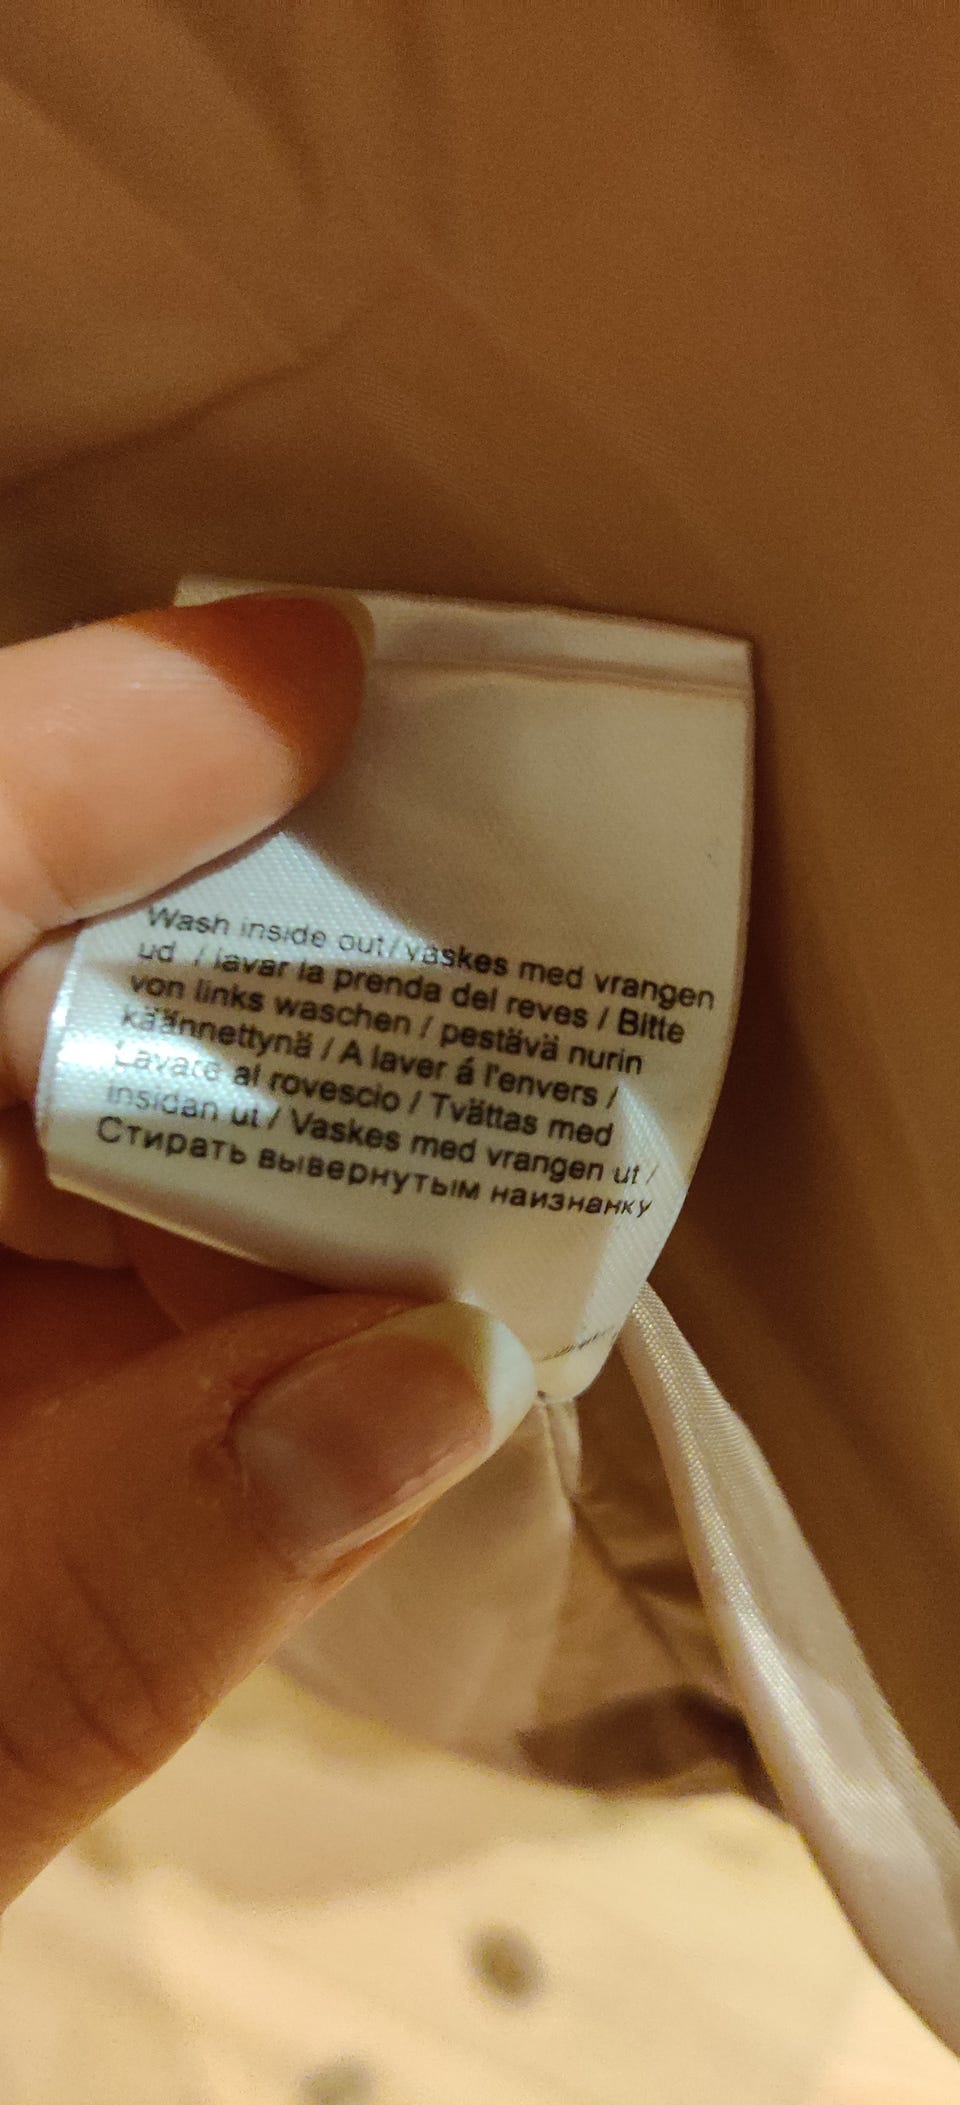 Wash inside out / vaskes med vrangen
ud / lavar la prenda del reves / Bitte
von links waschen / pestävä nurin
käännettynä / A laver á l'envers /
Lavare al rovescio / Tvättas med
insidan ut / Vaskes med vrangen ut /
Стирать вывернутым наизнанку